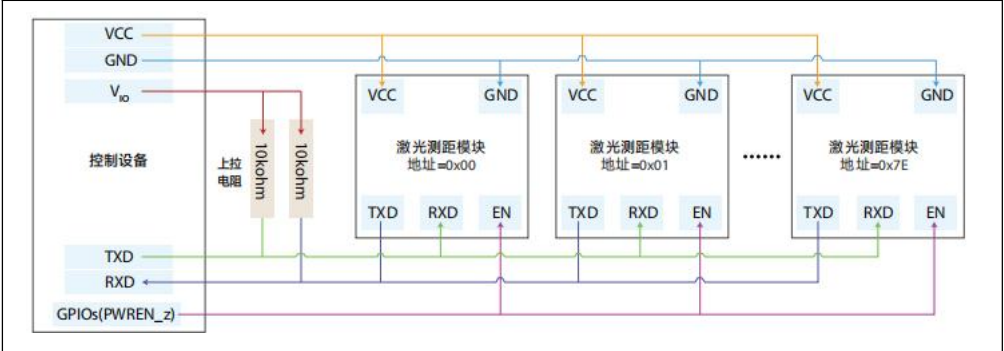 VCC
GND
V_IO
控制设备
上拉
电阻
10kohm
10kohm
TXD
RXD
GPIOs(PWREN_z)
VCC
GND
激光测距模块
地址=0x00
TXD
RXD
EN
VCC
GND
激光测距模块
地址=0x01
TXD
RXD
EN
······
VCC
GND
激光测距模块
地址=0x7E
TXD
RXD
EN